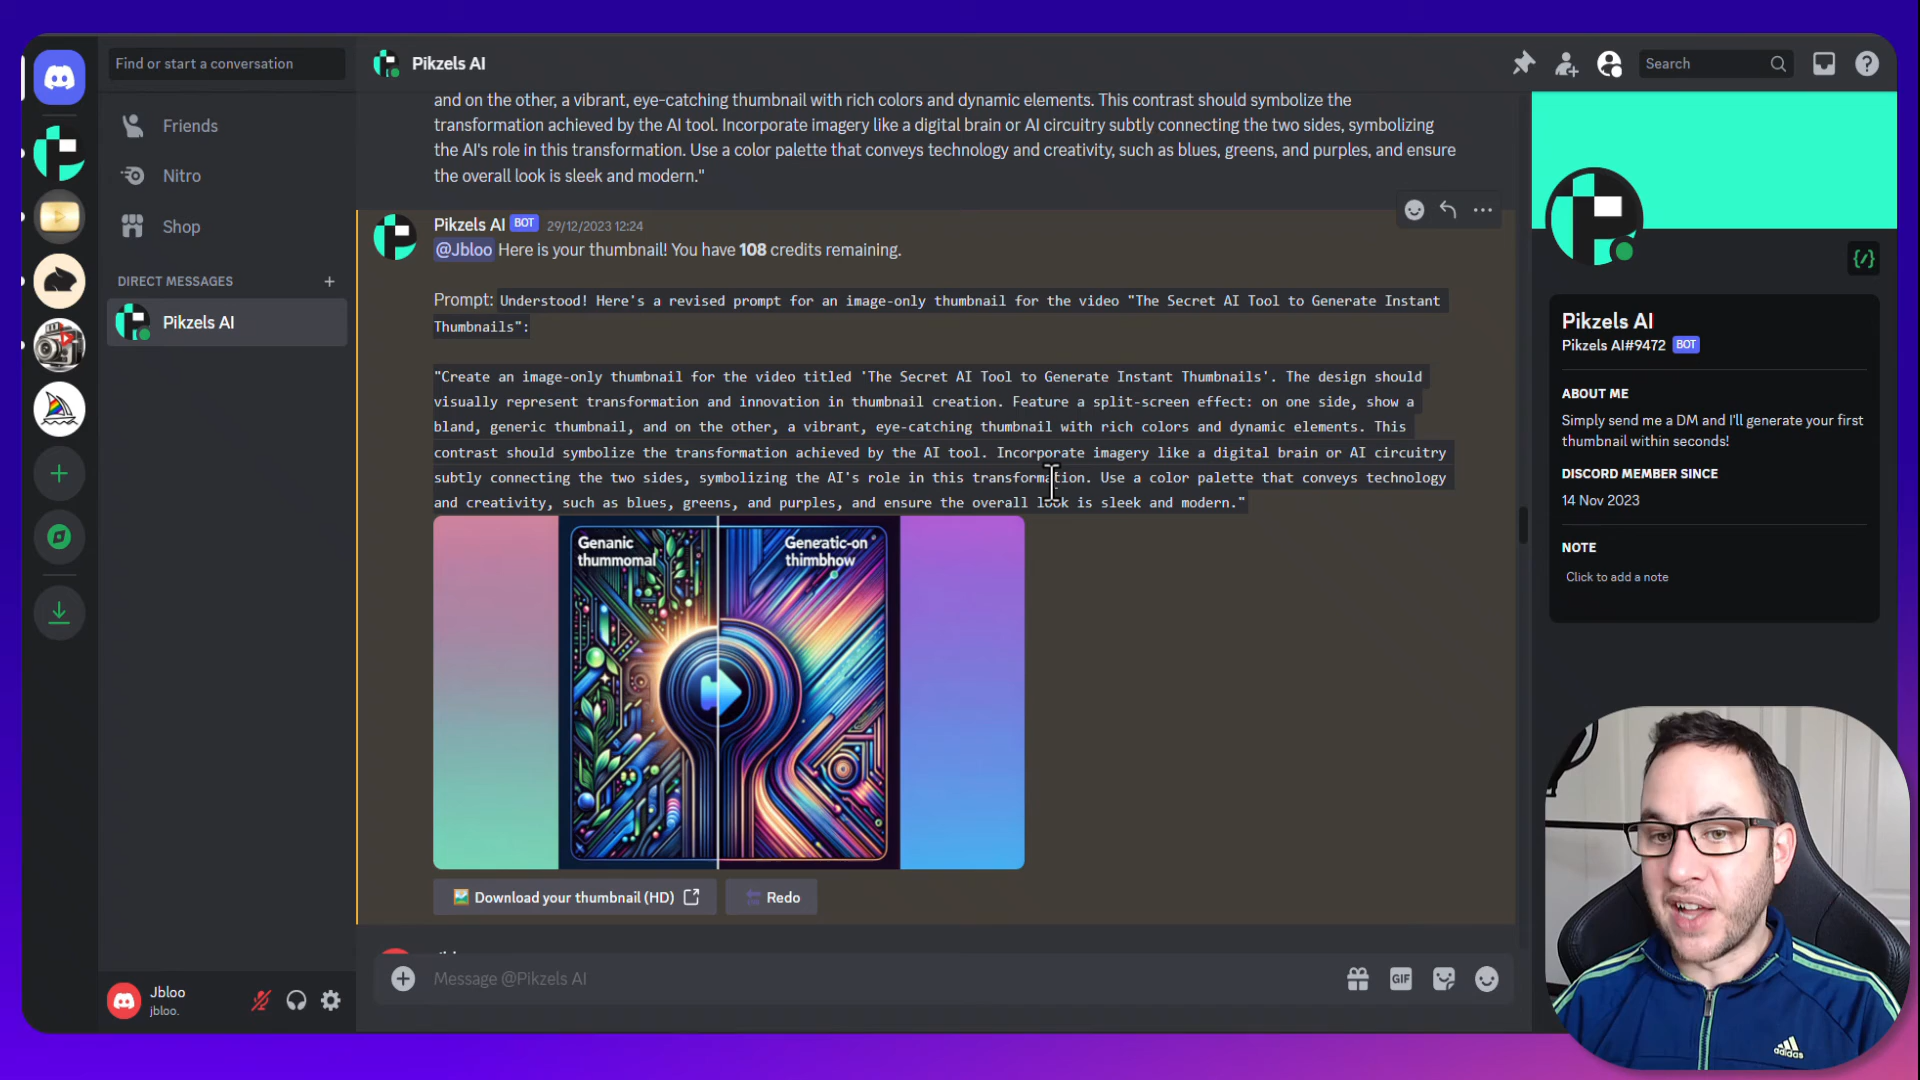 Find or start a conversation
Pikzels AI
Search
Friends
Nitro
Shop
DIRECT MESSAGES
Pikzels AI
and on the other, a vibrant, eye-catching thumbnail with rich colors and dynamic elements. This contrast should symbolize the
transformation achieved by the AI tool. Incorporate imagery like a digital brain or AI circuitry subtly connecting the two sides, symbolizing
the AI's role in this transformation. Use a color palette that conveys technology and creativity, such as blues, greens, and purples, and ensure
the overall look is sleek and modern."
Pikzels AI BOT 29/12/2023 12:24
@Jbloo Here is your thumbnail! You have 108 credits remaining.
Prompt: Understood! Here's a revised prompt for an image-only thumbnail for the video "The Secret AI Tool to Generate Instant
Thumbnails":
"Create an image-only thumbnail for the video titled 'The Secret AI Tool to Generate Instant Thumbnails'. The design should
visually represent transformation and innovation in thumbnail creation. Feature a split-screen effect: on one side, show a
bland, generic thumbnail, and on the other, a vibrant, eye-catching thumbnail with rich colors and dynamic elements. This
contrast should symbolize the transformation achieved by the AI tool. Incorporate imagery like a digital brain or AI circuitry
subtly connecting the two sides, symbolizing the AI's role in this transformation. Use a color palette that conveys technology
and creativity, such as blues, greens, and purples, and ensure the overall look is sleek and modern."
Genanic
thummomal
Generatic-on
thimbhow
Download your thumbnail (HD)
Redo
Message @Pikzels AI
GIF
Jbloo
jbloo.
Pikzels AI
Pikzels AI#9472 BOT
ABOUT ME
Simply send me a DM and I'll generate your first
thumbnail within seconds!
DISCORD MEMBER SINCE
14 Nov 2023
NOTE
Click to add a note
adidas